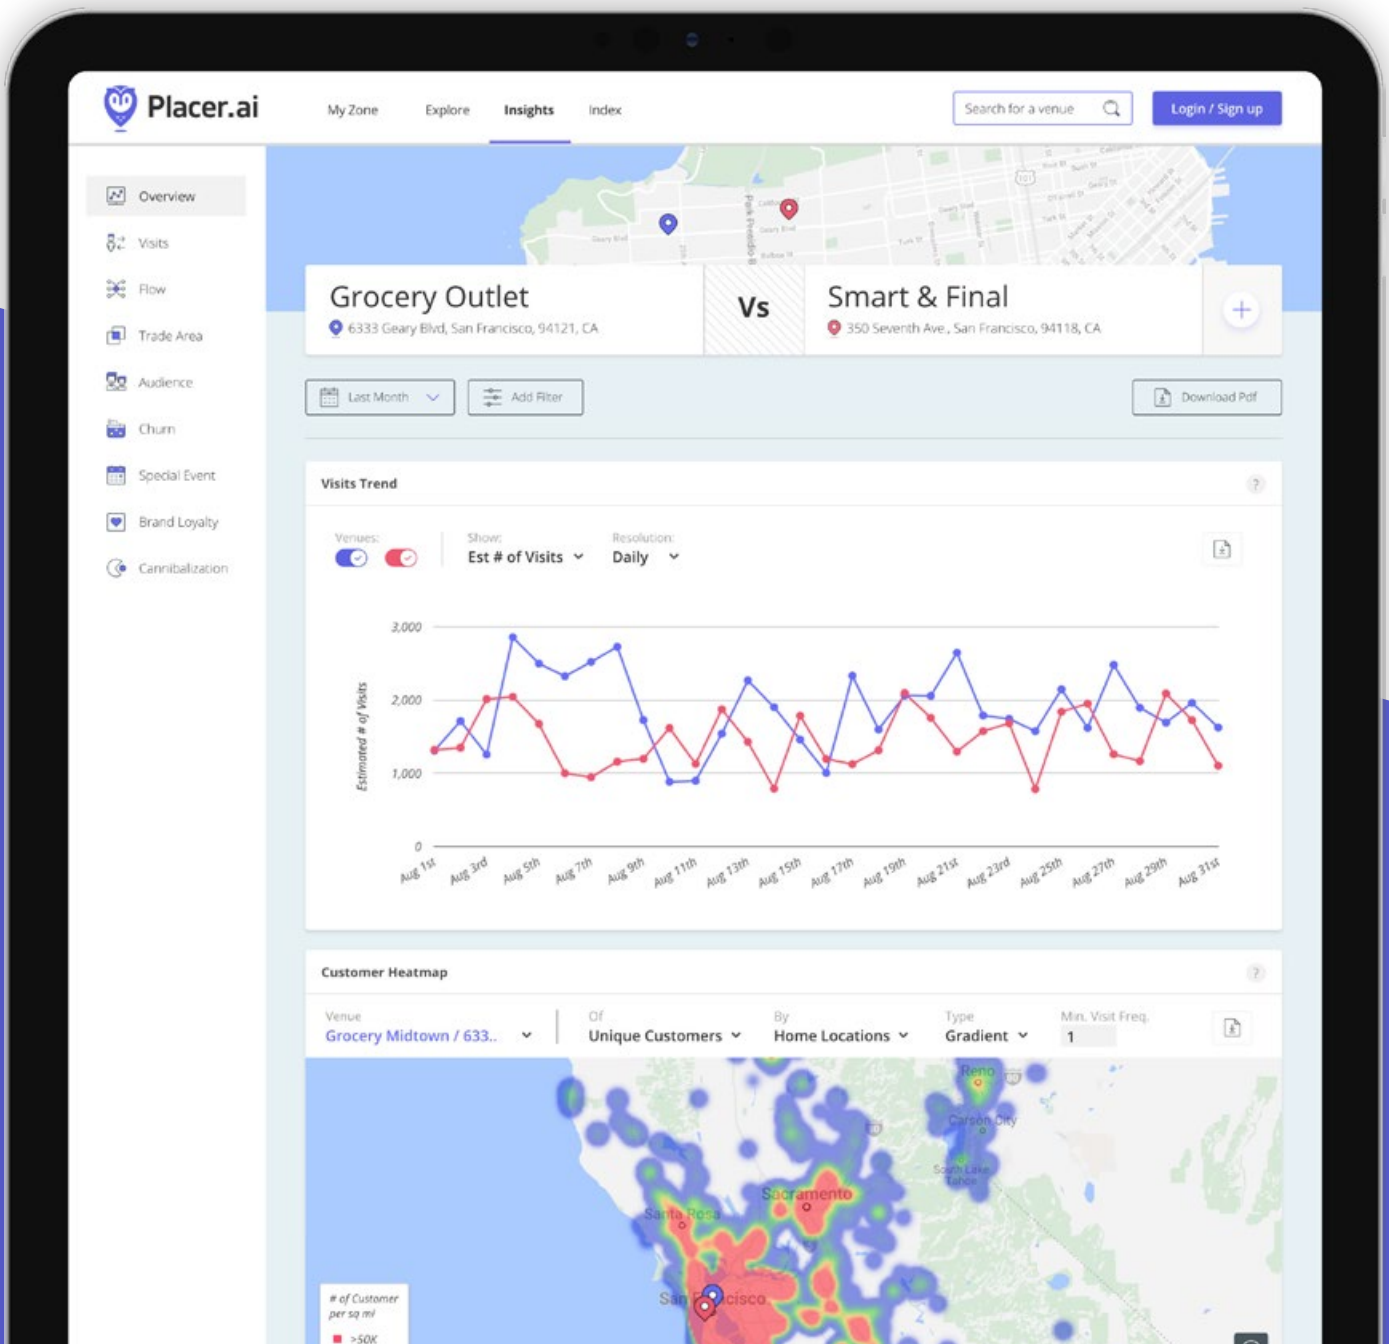 Placer.ai
My Zone Explore Insights Index
Search for a venue
Login / Sign up
Overview
Visits
Flow
Trade Area
Audience
Churn
Special Event
Brand Loyalty
Cannibalization
101
Geary Blvd
Geary Blvd
Balboa St
Grocery Outlet
6333 Geary Blvd, San Francisco, 94121, CA
Vs
Smart & Final
350 Seventh Ave., San Francisco, 94118, CA
+
Last Month
Add Filter
Download Pdf
Visits Trend
?
Venues:
Show:
Est # of Visits
Resolution:
Daily
Estimated # of Visits
3,000
2,000
1,000
0
Aug 1st Aug 3rd Aug 5th Aug 7th Aug 9th Aug 11th Aug 13th Aug 15th Aug 17th Aug 19th Aug 21st Aug 23rd Aug 25th Aug 27th Aug 29th Aug 31st
Customer Heatmap
?
Venue
Grocery Midtown / 633..
Of
Unique Customers
By
Home Locations
Type
Gradient
Min. Visit Freq.
1
Reno
Carson City
South Lake
Tahoe
Sacramento
Santa Rosa
# of Customer
per sq mi
>50K